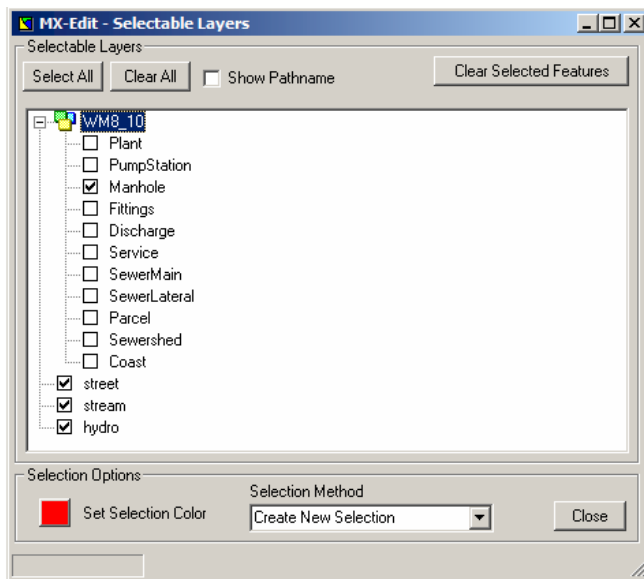 MX-Edit - Selectable Layers
Selectable Layers
Select All Clear All Show Pathname Clear Selected Features
WM8_10
Plant
PumpStation
Manhole
Fittings
Discharge
Service
SewerMain
SewerLateral
Parcel
Sewershed
Coast
street
stream
hydro
Selection Options
Set Selection Color
Selection Method
Create New Selection
Close